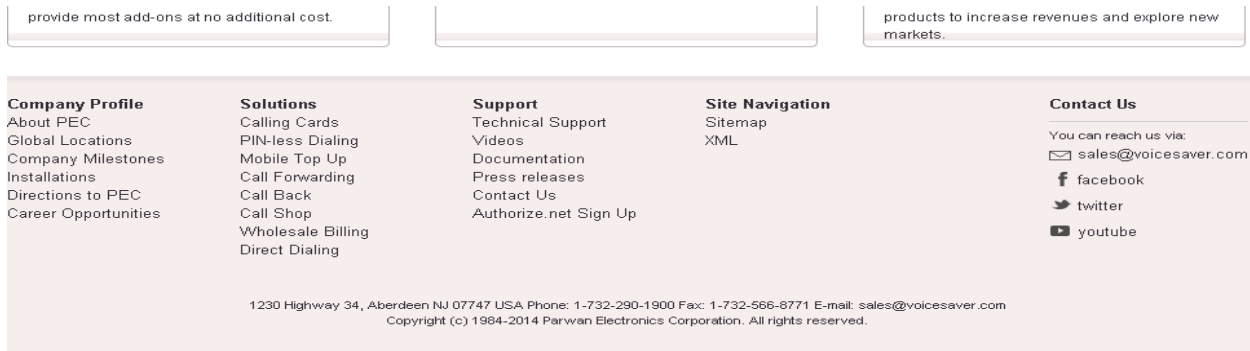 provide most add-ons at no additional cost.
products to increase revenues and explore new
markets.
Company Profile
About PEC
Global Locations
Company Milestones
Installations
Directions to PEC
Career Opportunities
Solutions
Calling Cards
PIN-less Dialing
Mobile Top Up
Call Forwarding
Call Back
Call Shop
Wholesale Billing
Direct Dialing
Support
Technical Support
Videos
Documentation
Press releases
Contact Us
Authorize.net Sign Up
Site Navigation
Sitemap
XML
Contact Us
You can reach us via:
sales@voicesaver.com
facebook
twitter
youtube
1230 Highway 34, Aberdeen NJ 07747 USA Phone: 1-732-290-1900 Fax: 1-732-566-8771 E-mail: sales@voicesaver.com
Copyright (c) 1984-2014 Parwan Electronics Corporation. All rights reserved.